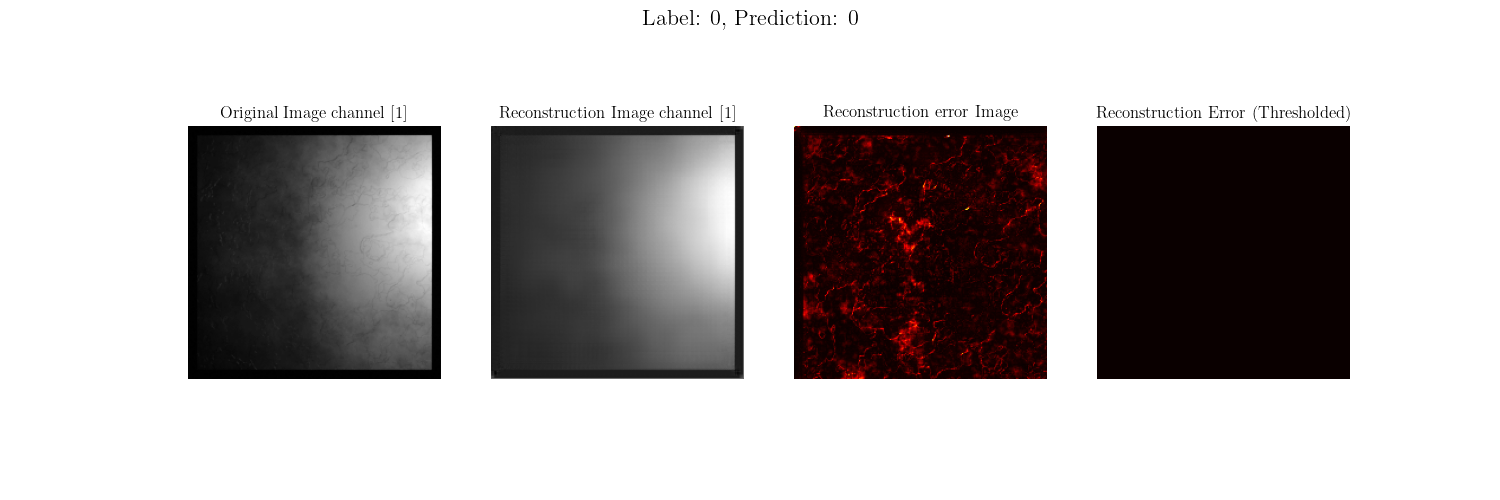 Label: 0, Prediction: 0
Original Image channel [1]
Reconstruction Image channel [1]
Reconstruction error Image
Reconstruction Error (Thresholded)